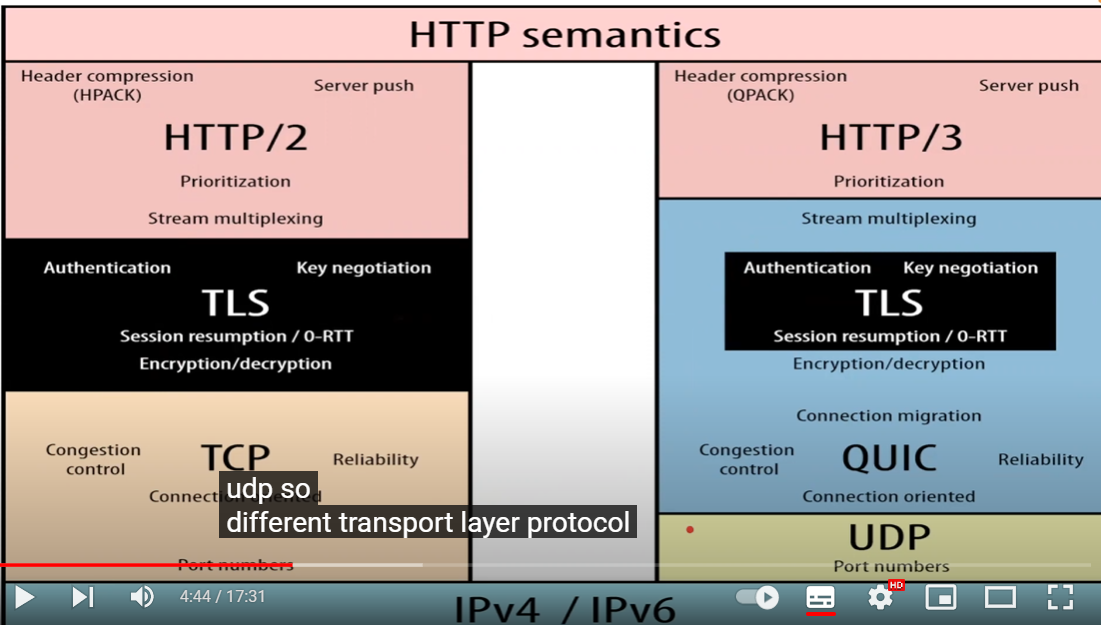 HTTP semantics
Header compression
(HPACK)
Server push
HTTP/2
Prioritization
Stream multiplexing
Authentication
Key negotiation
TLS
Session resumption / 0-RTT
Encryption/decryption
Congestion
control
TCP
Reliability
Connection oriented
Port numbers
Header compression
(QPACK)
Server push
HTTP/3
Prioritization
Stream multiplexing
Authentication
Key negotiation
TLS
Session resumption / 0-RTT
Encryption/decryption
Connection migration
Congestion
control
QUIC
Reliability
Connection oriented
UDP
Port numbers
udp so
different transport layer protocol
4:44 / 17:31
HD
IPv4 / IPv6